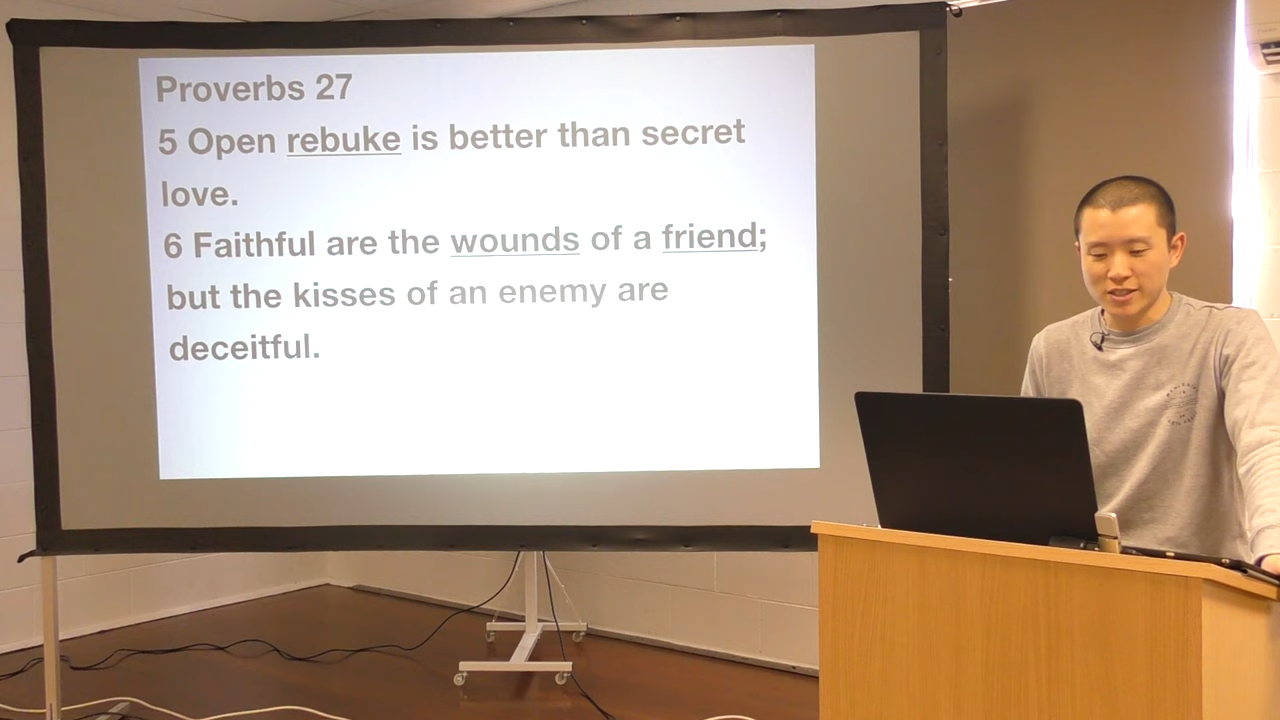 Proverbs 27
5 Open rebuke is better than secret
love.
6 Faithful are the wounds of a friend;
but the kisses of an enemy are
deceitful.